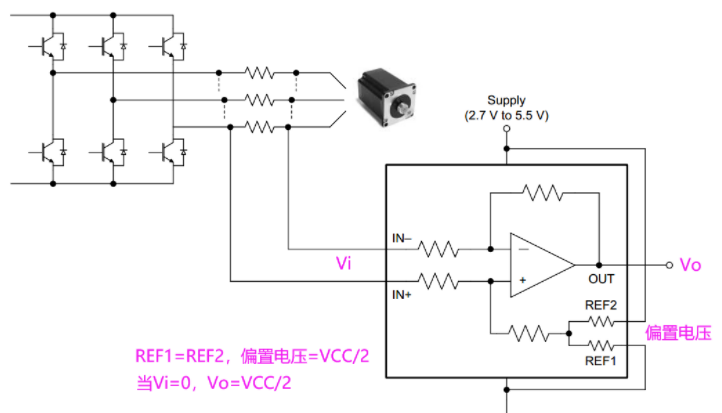 Supply
(2.7 V to 5.5 V)
IN–
Vi
−
+
OUT
Vo
IN+
REF2
偏置电压
REF1
REF1=REF2，偏置电压=VCC/2
当Vi=0，Vo=VCC/2